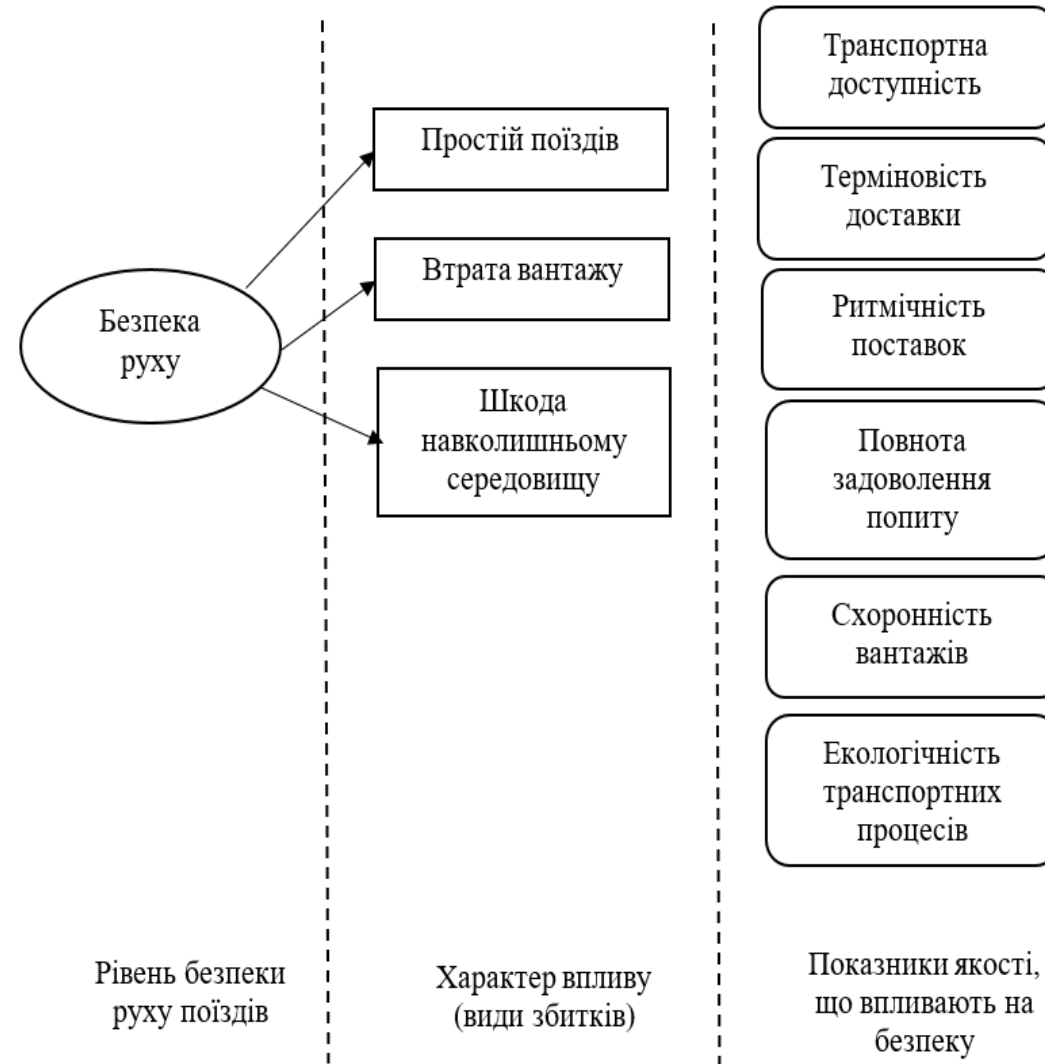 Безпека
руху
Рівень безпеки
руху поїздів
Простій поїздів
Втрата вантажу
Шкода
навколишньому
середовищу
Характер впливу
(види збитків)
Транспортна
доступність
Терміновість
доставки
Ритмічність
поставок
Повнота
задоволення
попиту
Схоронність
вантажів
Екологічність
транспортних
процесів
Показники якості,
що впливають на
безпеку